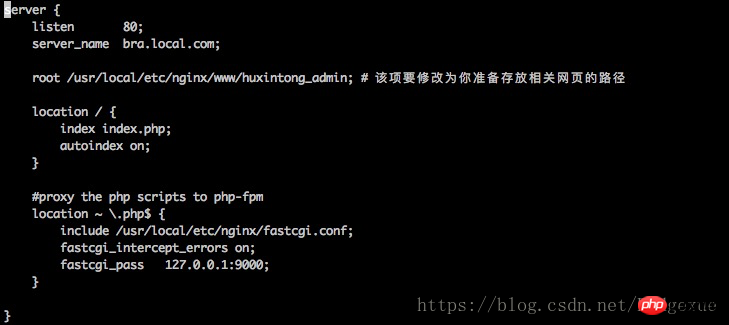 server {
    listen       80;
    server_name  bra.local.com;
    root /usr/local/etc/nginx/www/huxintong_admin; # 该项要修改为你准备存放相关网页的路径
    location / {
        index index.php;
        autoindex on;
    }
    #proxy the php scripts to php-fpm
    location ~ \.php$ {
        include /usr/local/etc/nginx/fastcgi.conf;
        fastcgi_intercept_errors on;
        fastcgi_pass   127.0.0.1:9000;
    }
}
https://blog.csdn.net/
php